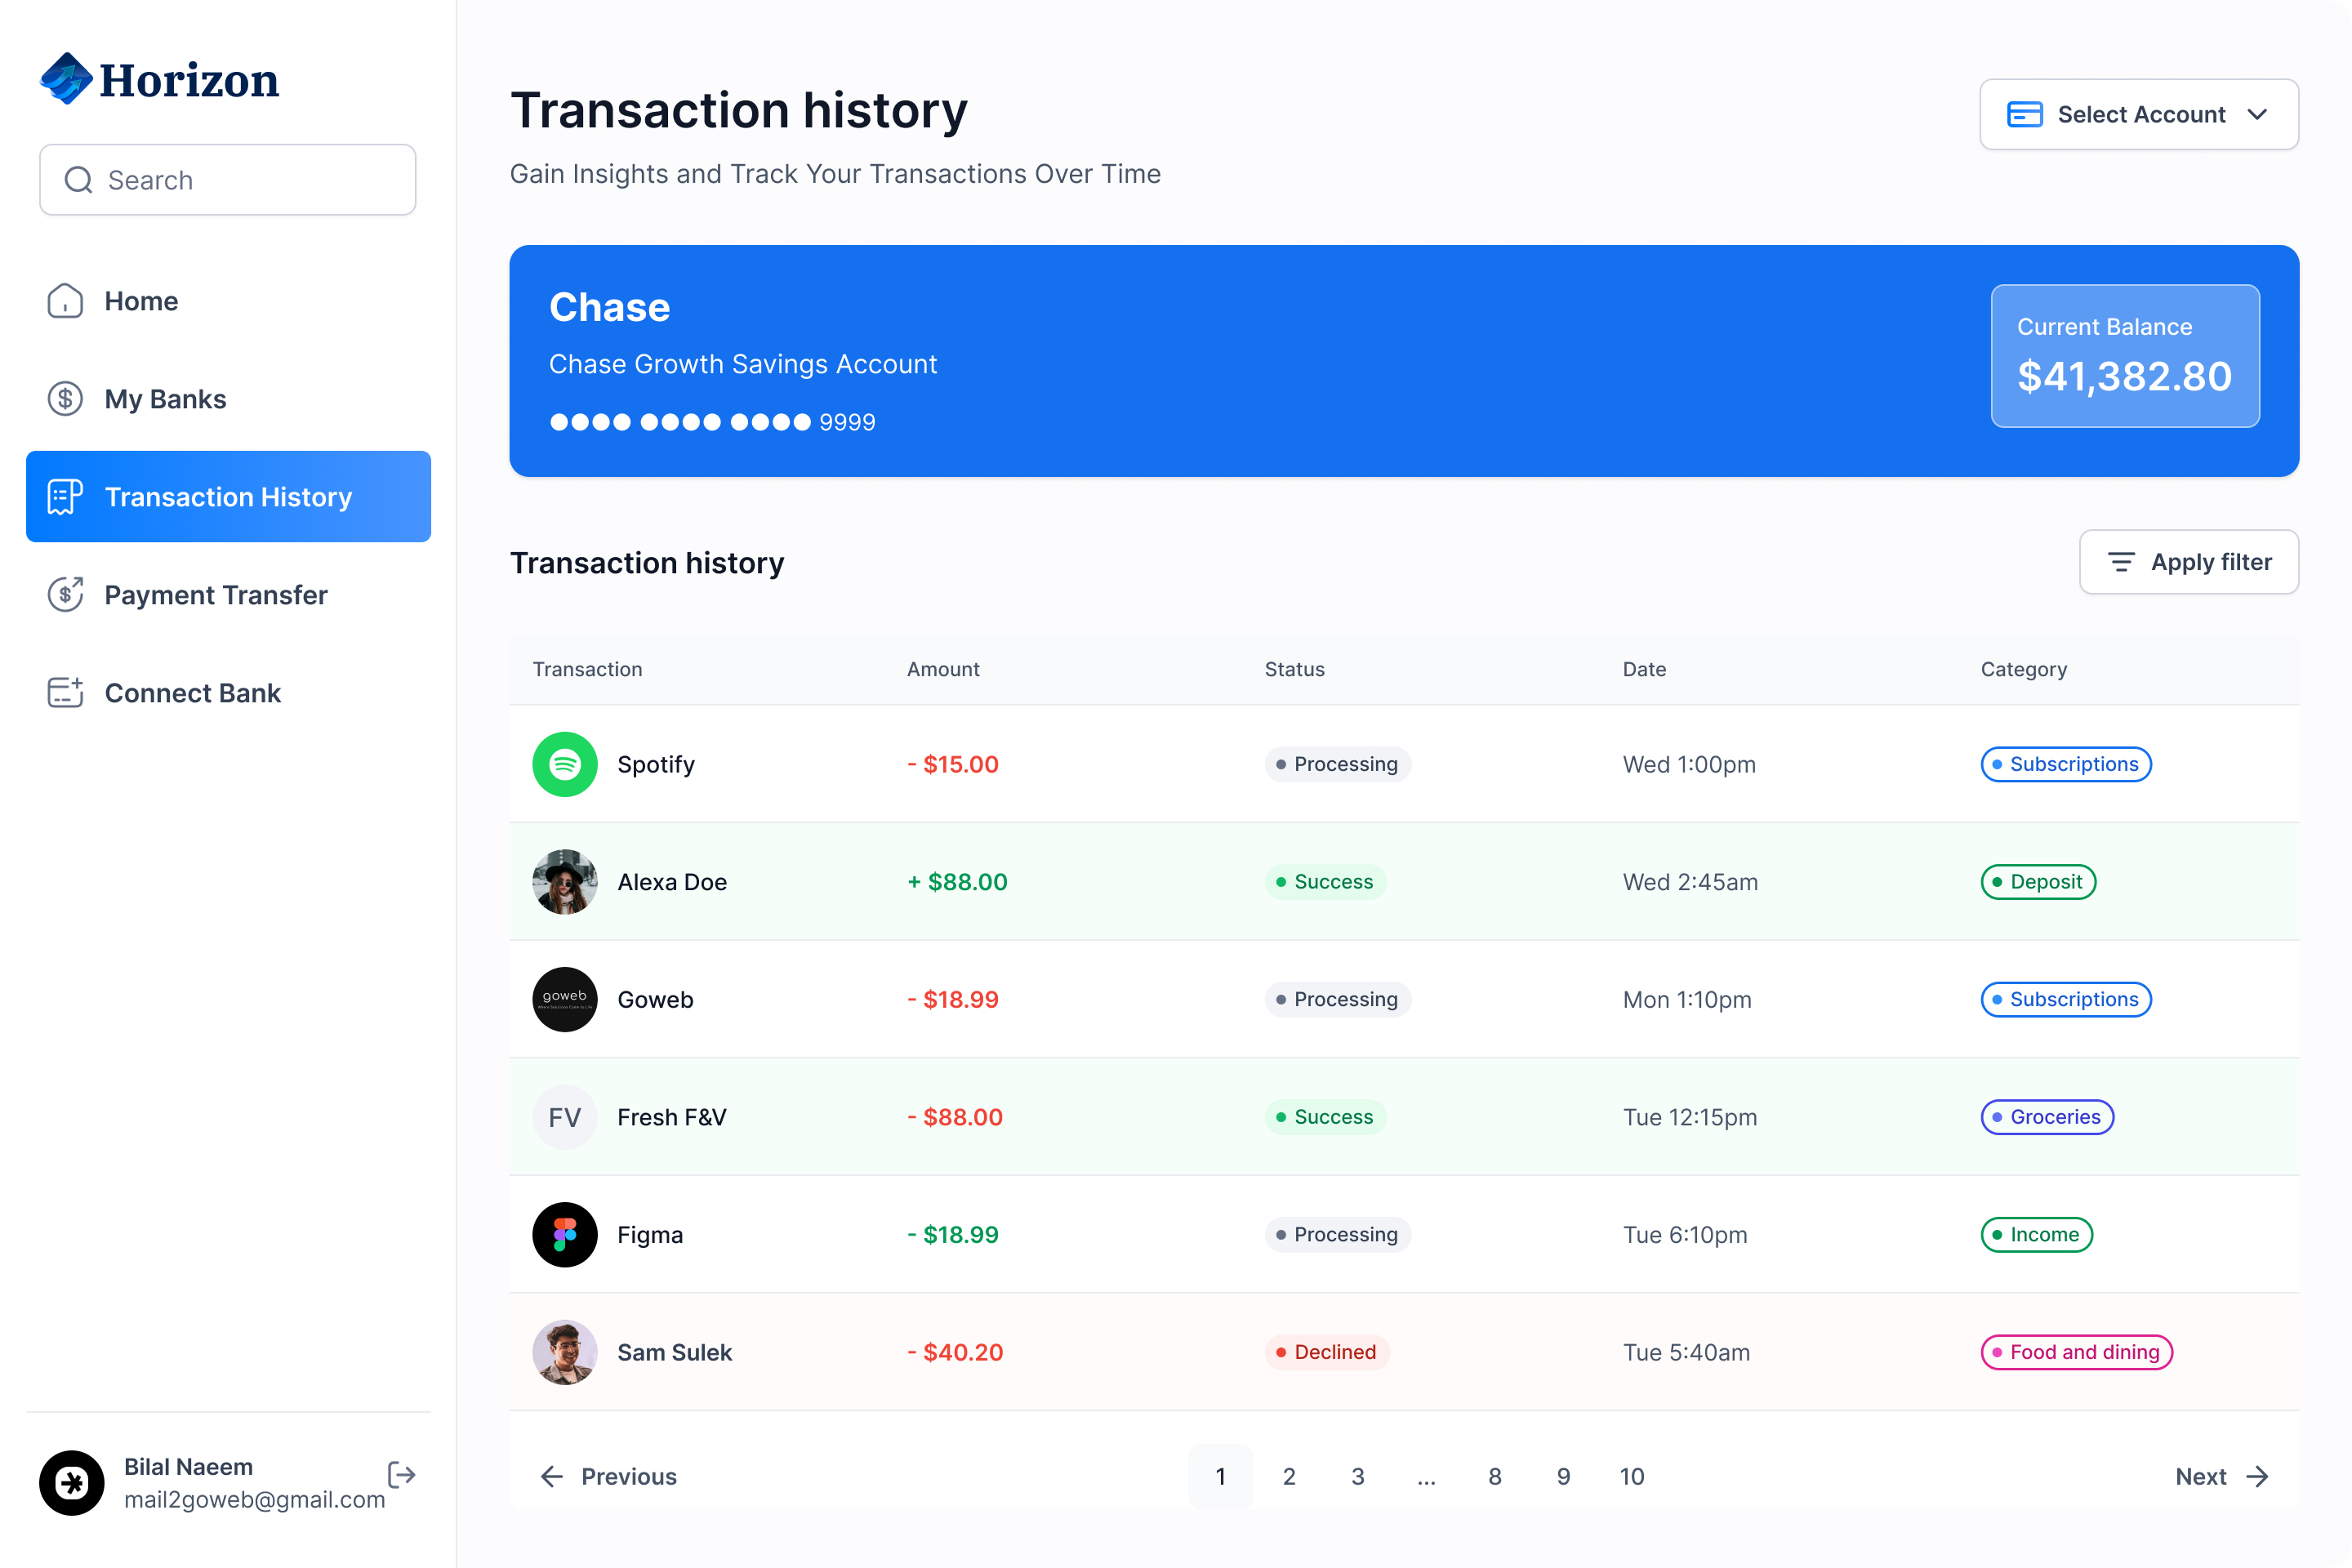 Horizon
Search
Home
My Banks
Transaction History
Payment Transfer
Connect Bank
Bilal Naeem
mail2goweb@gmail.com
Transaction history
Gain Insights and Track Your Transactions Over Time
Select Account
Chase
Chase Growth Savings Account
●●●● ●●●● ●●●● 9999
Current Balance
$41,382.80
Transaction history
Apply filter
Transaction Amount Status Date Category
Spotify - $15.00 Processing Wed 1:00pm Subscriptions
Alexa Doe + $88.00 Success Wed 2:45am Deposit
goweb Goweb - $18.99 Processing Mon 1:10pm Subscriptions
FV Fresh F&V - $88.00 Success Tue 12:15pm Groceries
Figma - $18.99 Processing Tue 6:10pm Income
Sam Sulek - $40.20 Declined Tue 5:40am Food and dining
Previous 1 2 3 ... 8 9 10 Next